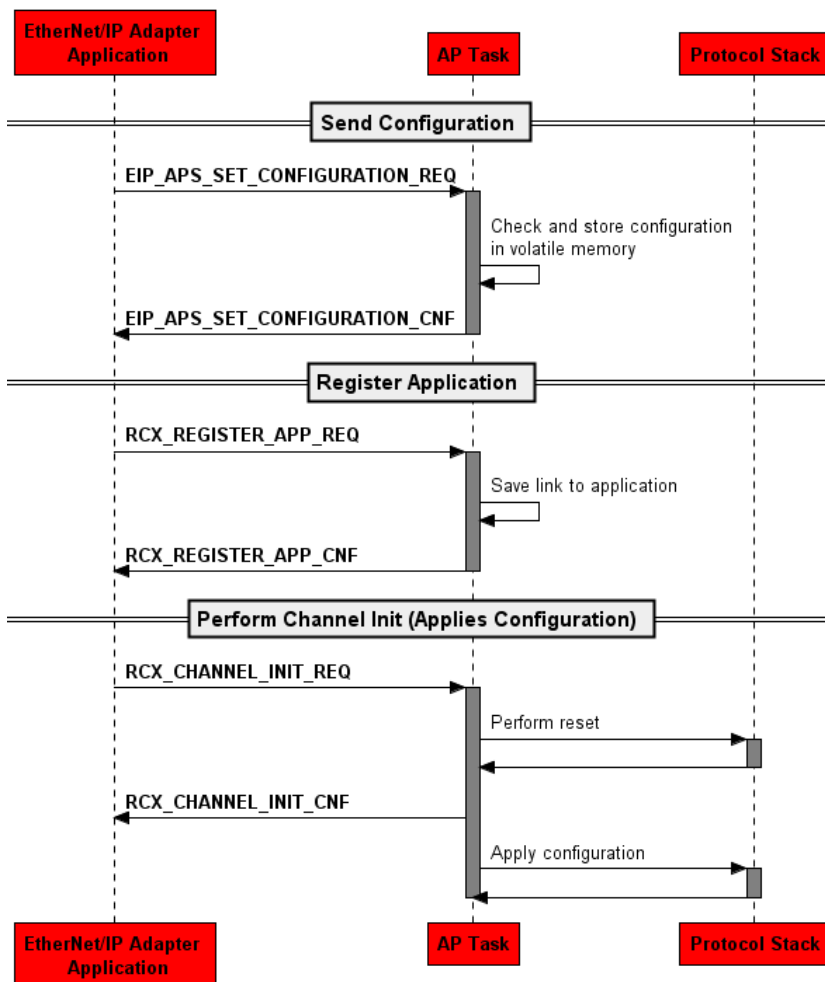 EtherNet/IP Adapter
Application
AP Task
Protocol Stack
Send Configuration
EIP_APS_SET_CONFIGURATION_REQ
Check and store configuration
in volatile memory
EIP_APS_SET_CONFIGURATION_CNF
Register Application
RCX_REGISTER_APP_REQ
Save link to application
RCX_REGISTER_APP_CNF
Perform Channel Init (Applies Configuration)
RCX_CHANNEL_INIT_REQ
Perform reset
RCX_CHANNEL_INIT_CNF
Apply configuration
EtherNet/IP Adapter
Application
AP Task
Protocol Stack